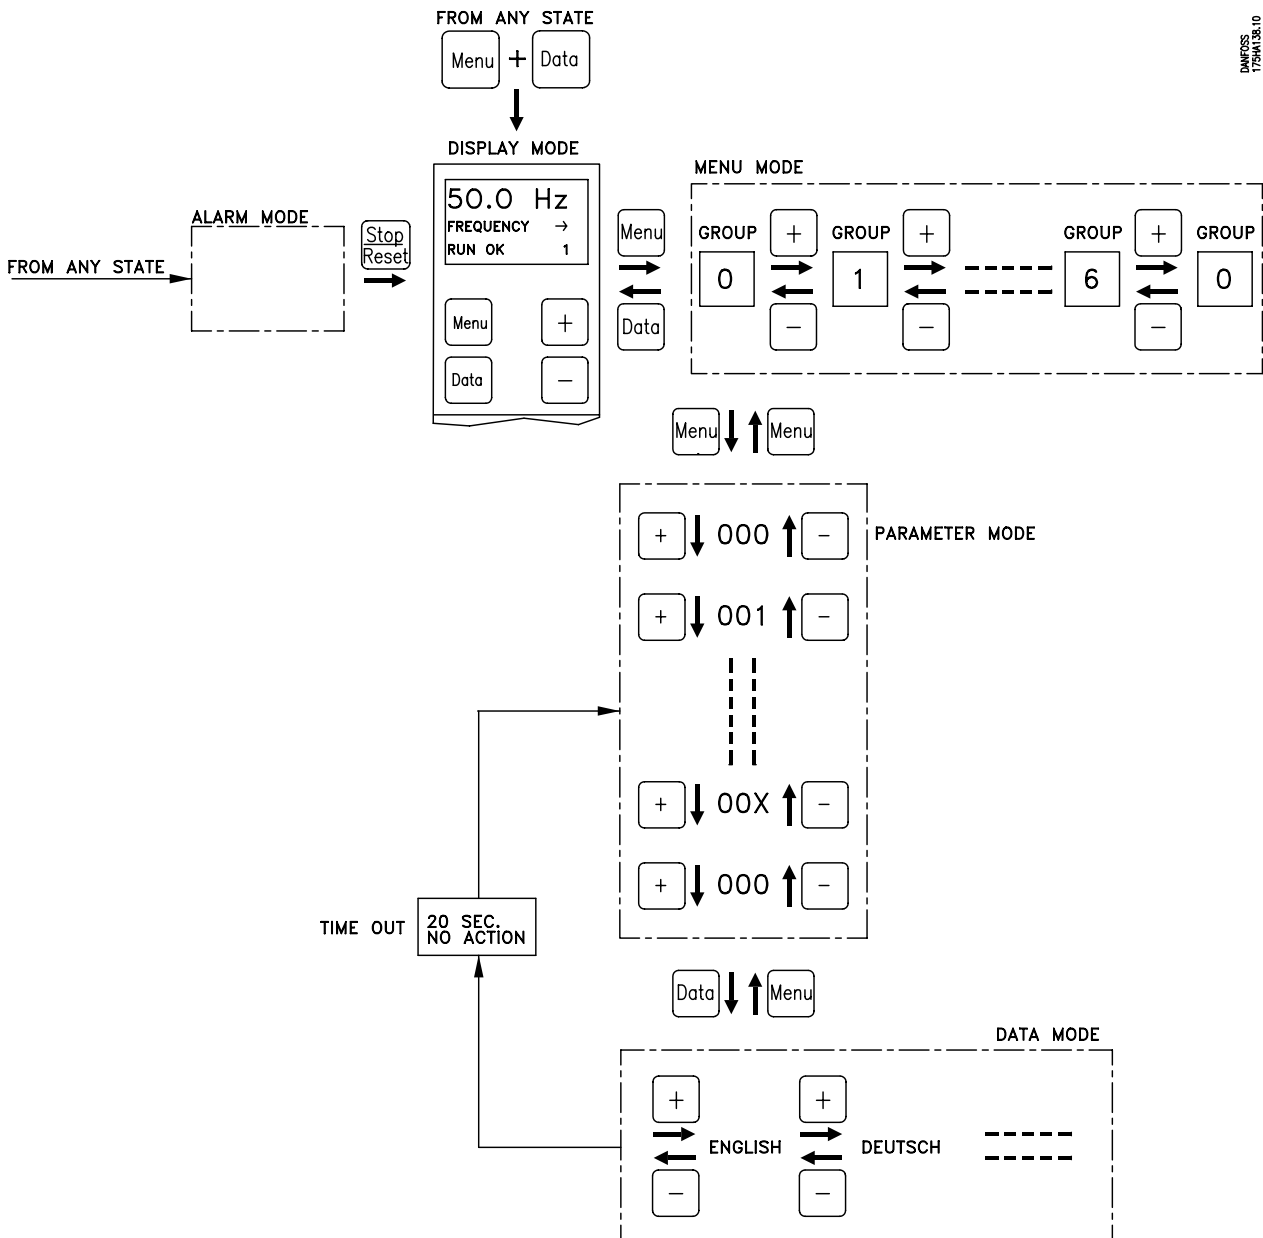 FROM ANY STATE
Menu + Data
DANFOSS
175HA138.10
DISPLAY MODE
50.0 Hz
FREQUENCY →
RUN OK 1
Menu +
Data -
ALARM MODE
FROM ANY STATE
Stop
Reset
MENU MODE
Menu
Data
GROUP + GROUP + GROUP + GROUP
0 1 6 0
- - -
Menu Menu
PARAMETER MODE
+ 000 -
+ 001 -
+ 00X -
+ 000 -
TIME OUT
20 SEC.
NO ACTION
Data Menu
DATA MODE
+ +
ENGLISH DEUTSCH
- -